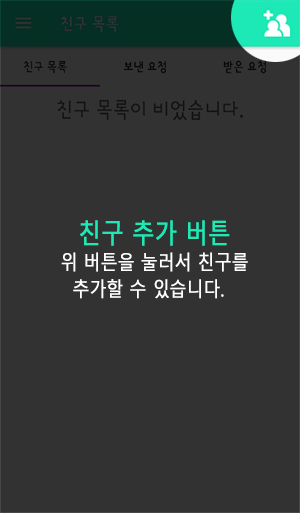 친구 목록
친구 목록 보낸 요청 받은 요청
친구 목록이 비었습니다.
친구 추가 버튼
위 버튼을 눌러서 친구를
추가할 수 있습니다.